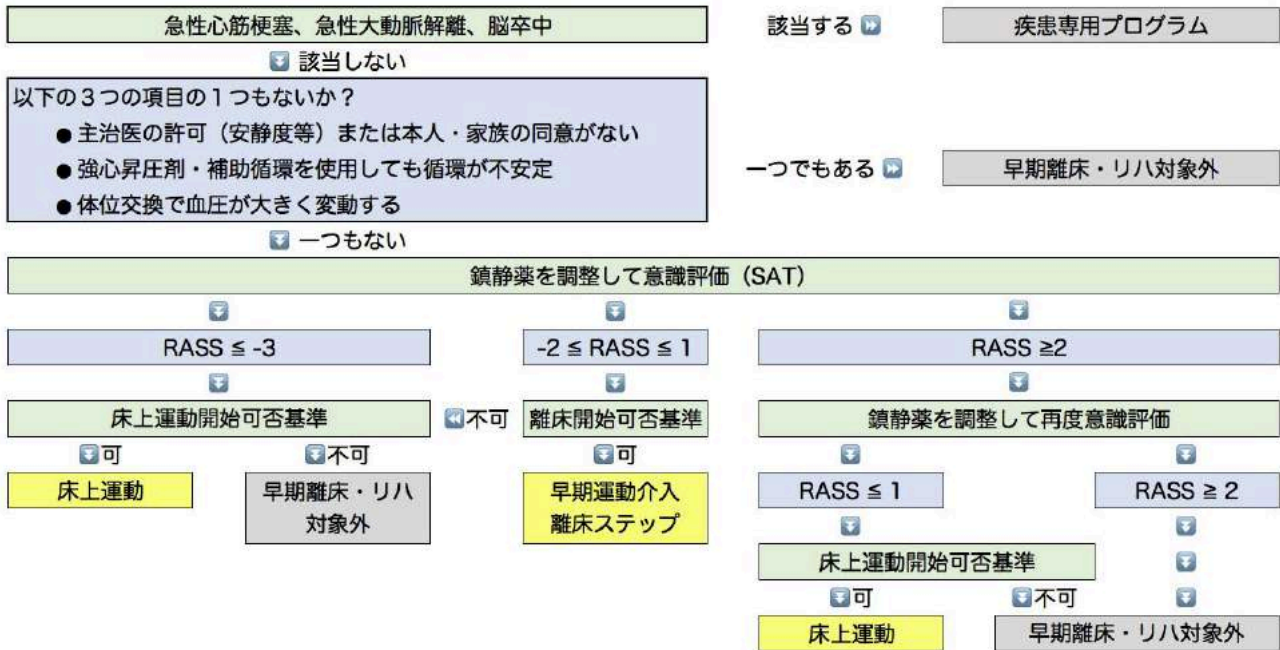 急性心筋梗塞、急性大動脈解離、脳卒中
該当する
疾患専用プログラム
該当しない
以下の3つの項目の1つもないか？
● 主治医の許可（安静度等）または本人・家族の同意がない
● 強心昇圧剤・補助循環を使用しても循環が不安定
● 体位交換で血圧が大きく変動する
一つでもある
早期離床・リハ対象外
一つもない
鎮静薬を調整して意識評価（SAT）
RASS ≦ -3
-2 ≦ RASS ≦ 1
RASS ≧2
床上運動開始可否基準
不可
離床開始可否基準
鎮静薬を調整して再度意識評価
可
不可
可
床上運動
早期離床・リハ
対象外
早期運動介入
離床ステップ
RASS ≦ 1
RASS ≧ 2
床上運動開始可否基準
可
不可
床上運動
早期離床・リハ対象外